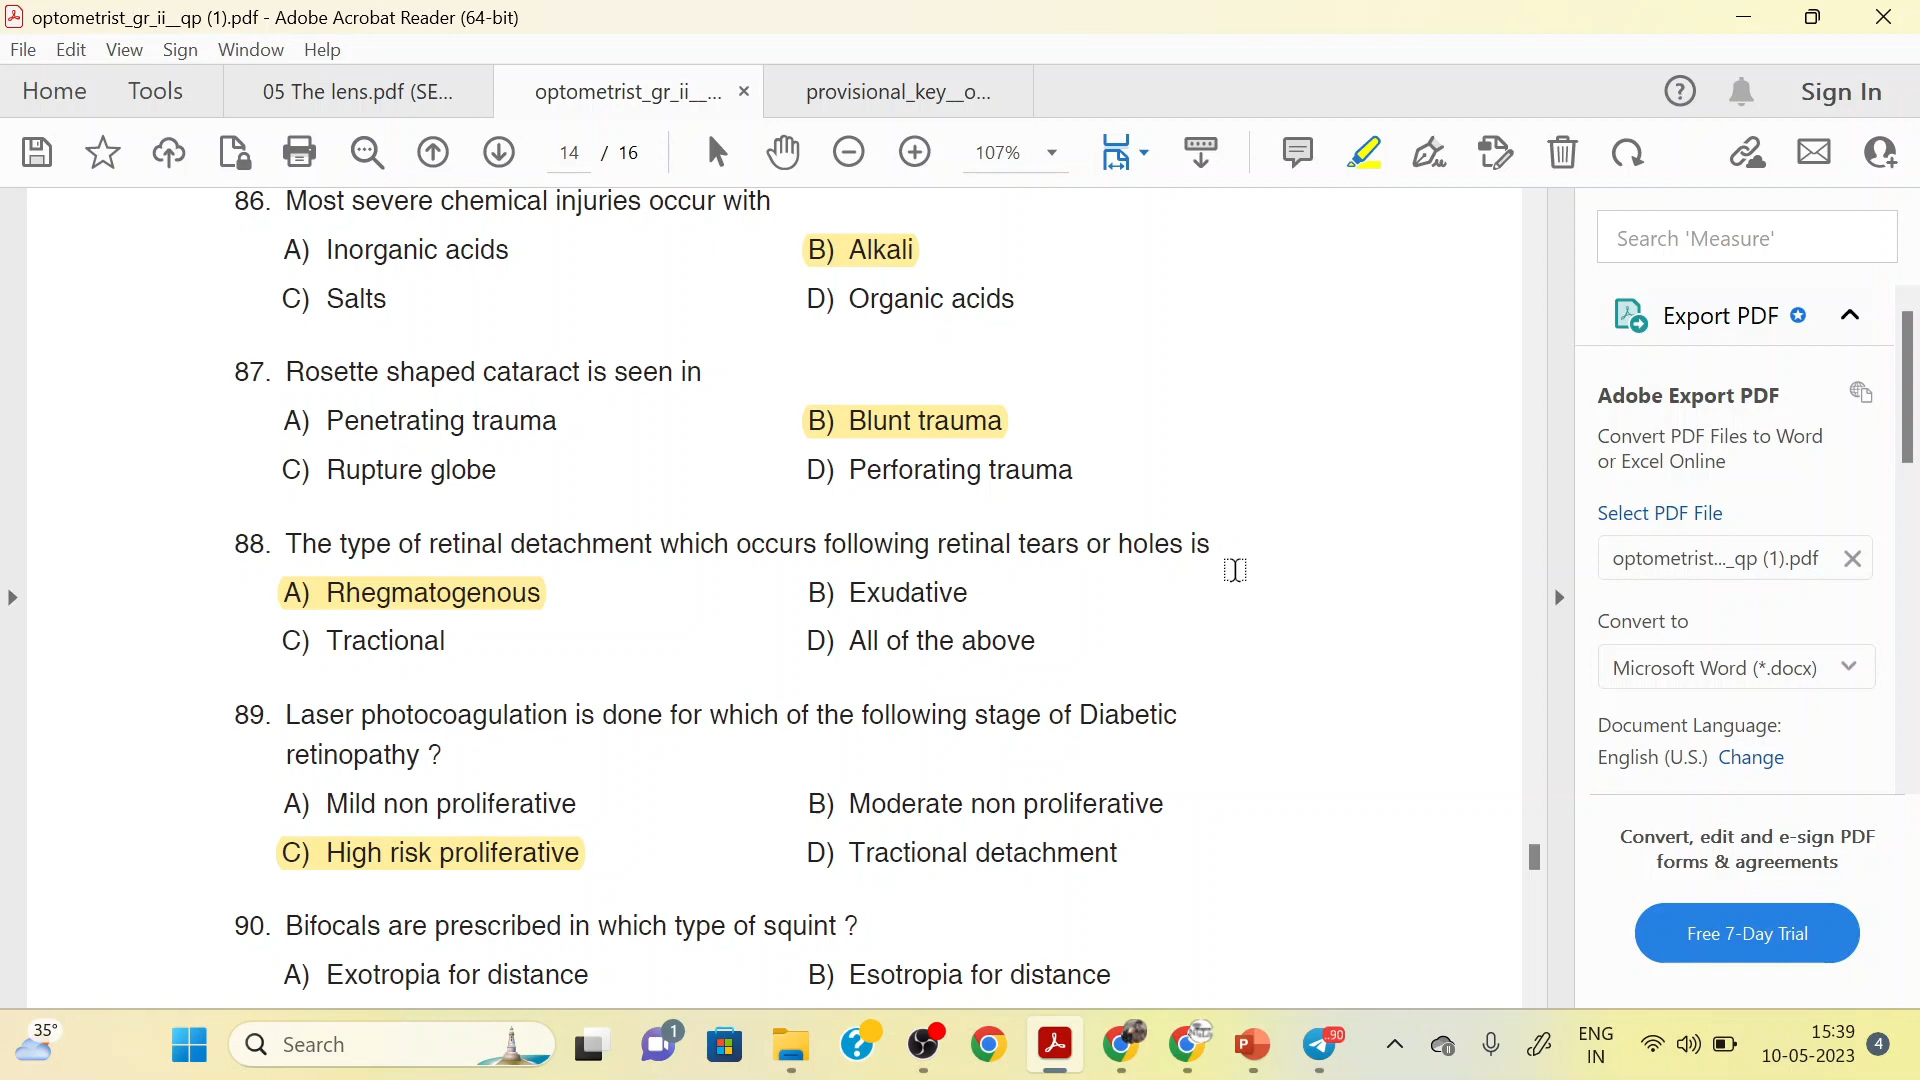 optometrist_gr_ii__qp (1).pdf - Adobe Acrobat Reader (64-bit)
File Edit View Sign Window Help
Home Tools 05 The lens.pdf (SE... optometrist_gr_ii__... × provisional_key__o... Sign In
14 / 16 107%
86. Most severe chemical injuries occur with
A) Inorganic acids B) Alkali
C) Salts D) Organic acids
87. Rosette shaped cataract is seen in
A) Penetrating trauma B) Blunt trauma
C) Rupture globe D) Perforating trauma
88. The type of retinal detachment which occurs following retinal tears or holes is
A) Rhegmatogenous B) Exudative
C) Tractional D) All of the above
89. Laser photocoagulation is done for which of the following stage of Diabetic
retinopathy ?
A) Mild non proliferative B) Moderate non proliferative
C) High risk proliferative D) Tractional detachment
90. Bifocals are prescribed in which type of squint ?
A) Exotropia for distance B) Esotropia for distance
Search 'Measure'
Export PDF
Adobe Export PDF
Convert PDF Files to Word
or Excel Online
Select PDF File
optometrist..._qp (1).pdf
Convert to
Microsoft Word (*.docx)
Document Language:
English (U.S.) Change
Convert, edit and e-sign PDF
forms & agreements
Free 7-Day Trial
35° Search 1 P 90 ENG
IN
15:39
10-05-2023 4